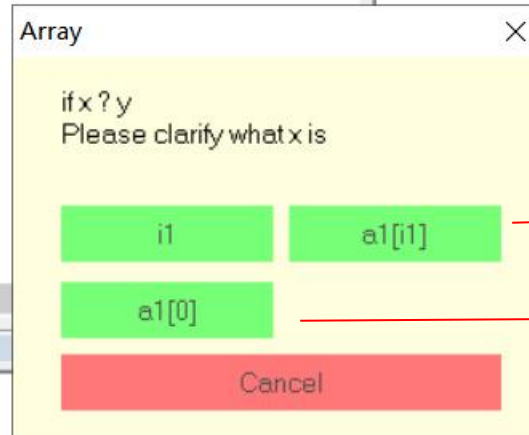 Array
if x ? y
Please clarify what x is
i1
a1[i1]
a1[0]
Cancel